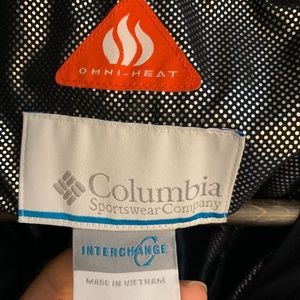 OMNI-HEAT
Columbia
Sportswear Company
INTERCHANGE
MADE IN VIETNAM